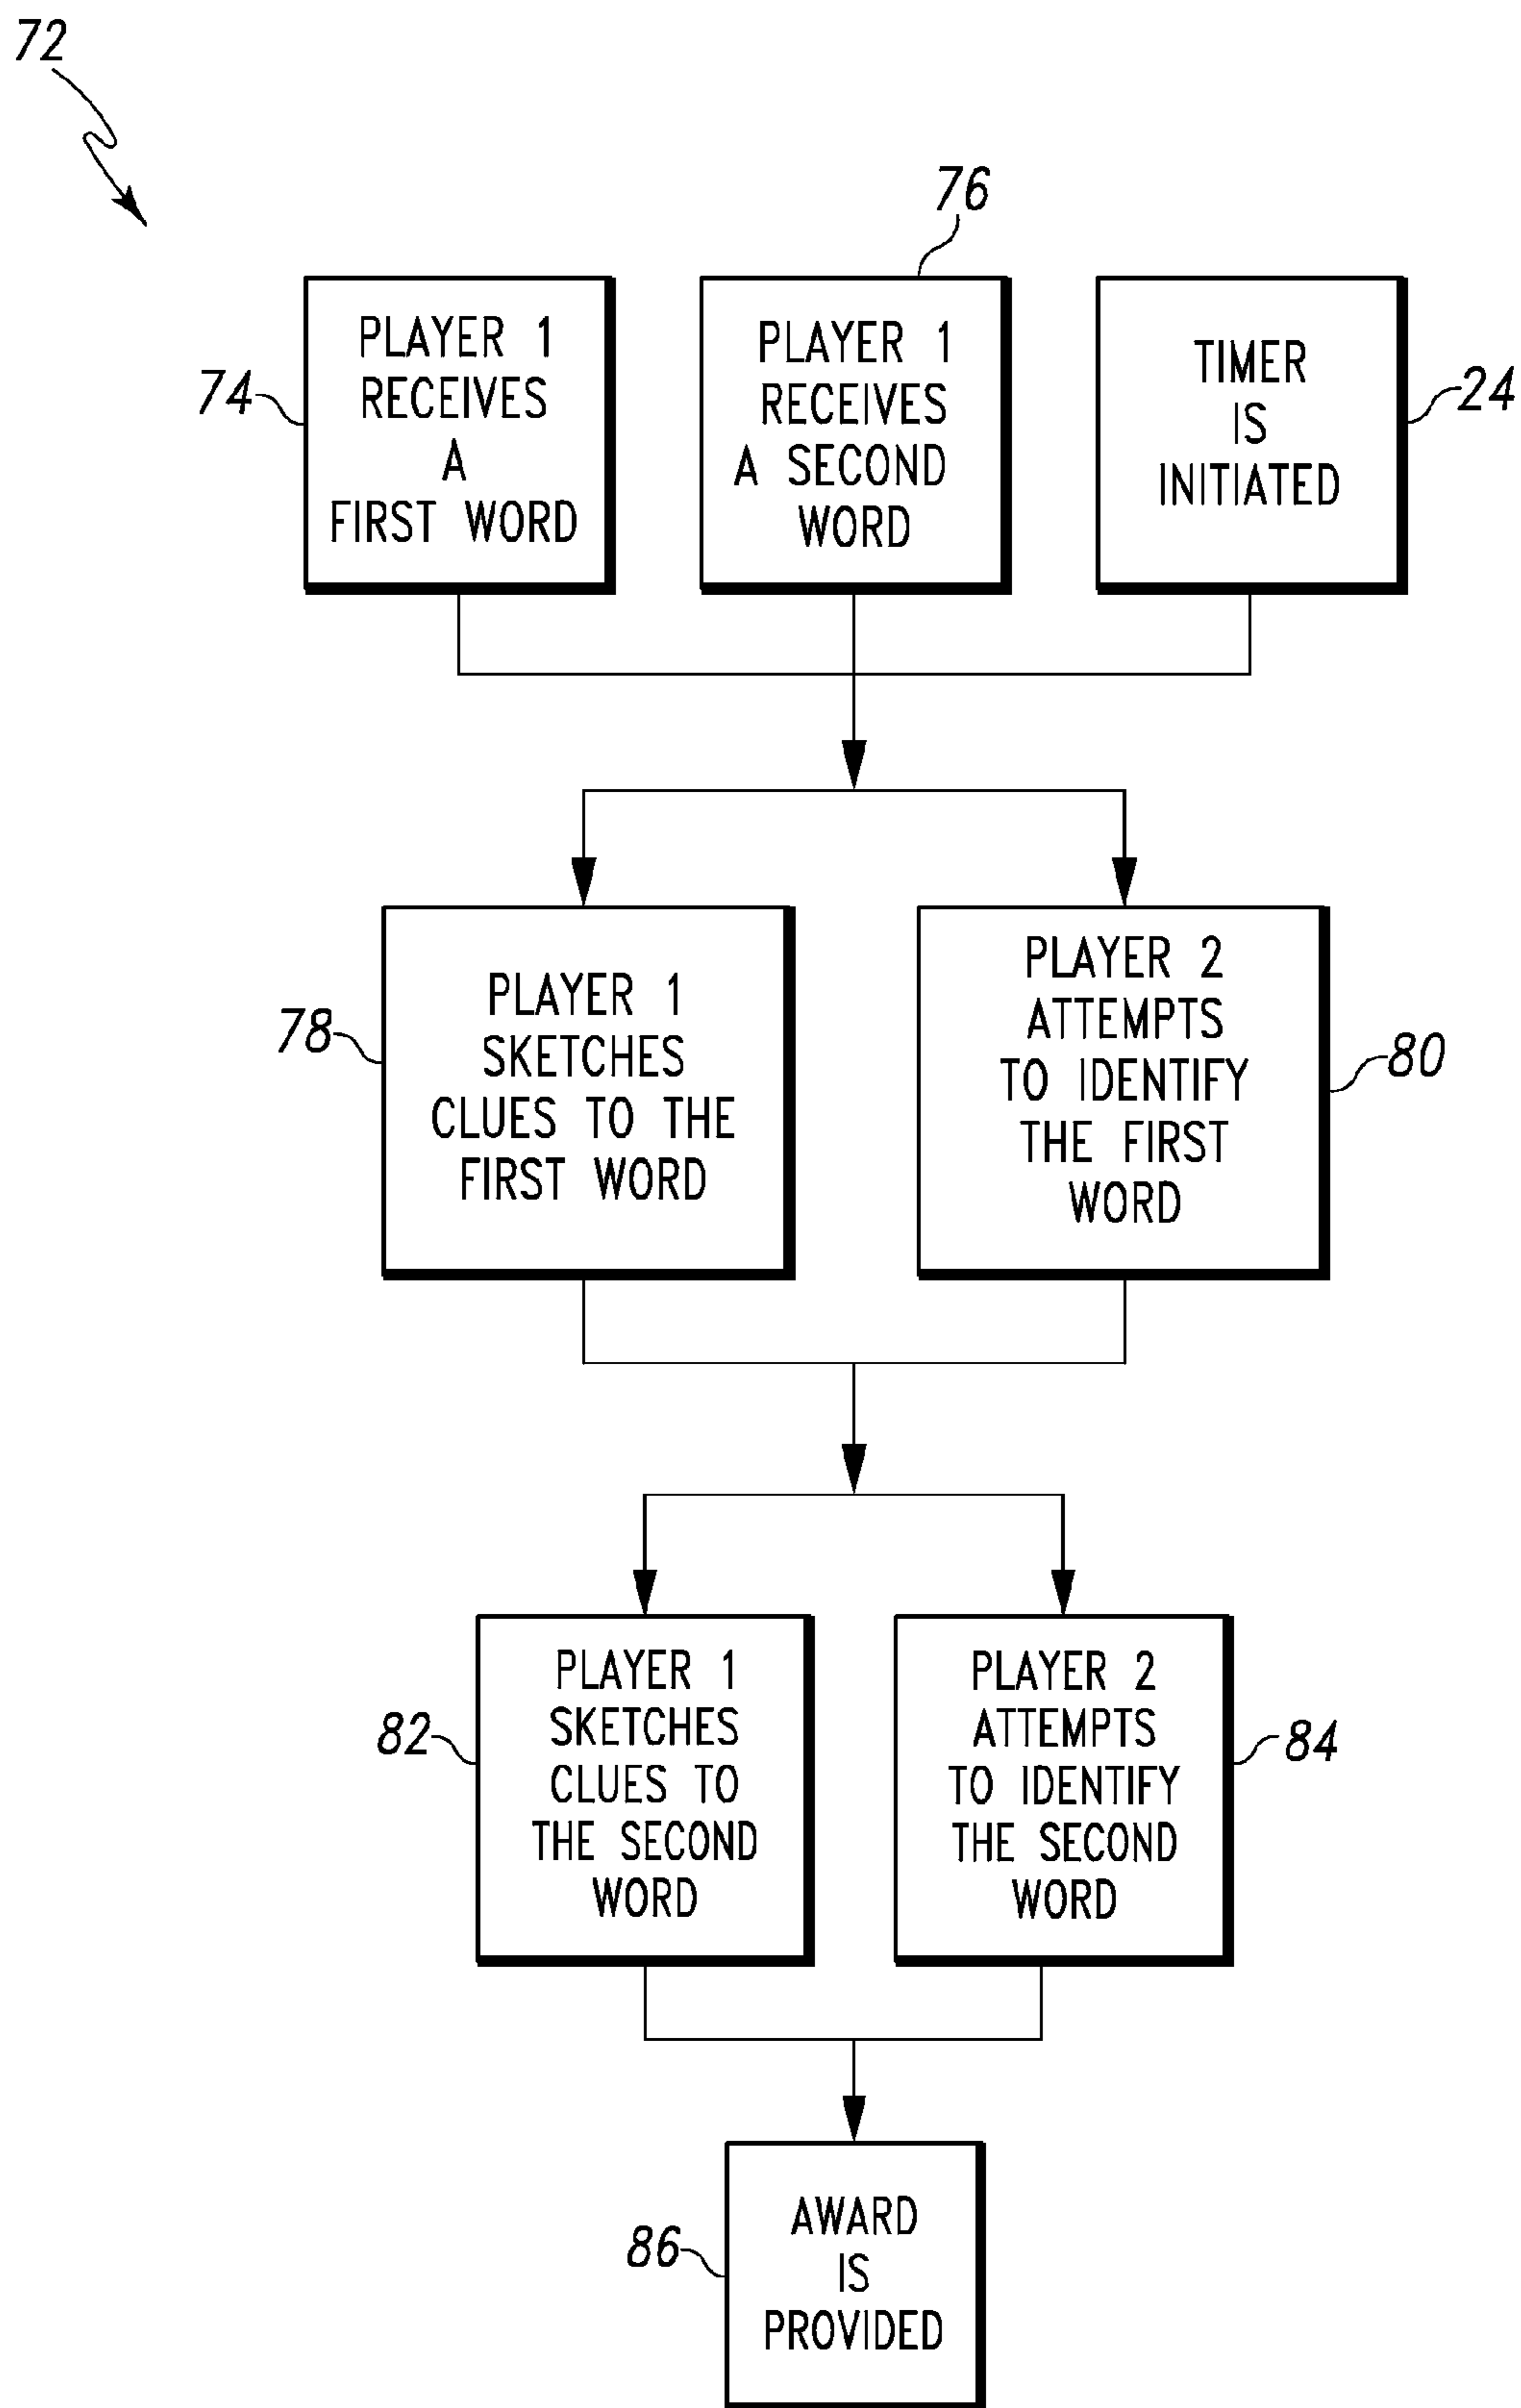 72
76
74
PLAYER 1
RECEIVES
A
FIRST WORD
PLAYER 1
RECEIVES
A SECOND
WORD
TIMER
IS
INITIATED
24
78
PLAYER 1
SKETCHES
CLUES TO THE
FIRST WORD
PLAYER 2
ATTEMPTS
TO IDENTIFY
THE FIRST
WORD
80
82
PLAYER 1
SKETCHES
CLUES TO
THE SECOND
WORD
PLAYER 2
ATTEMPTS
TO IDENTIFY
THE SECOND
WORD
84
86
AWARD
IS
PROVIDED